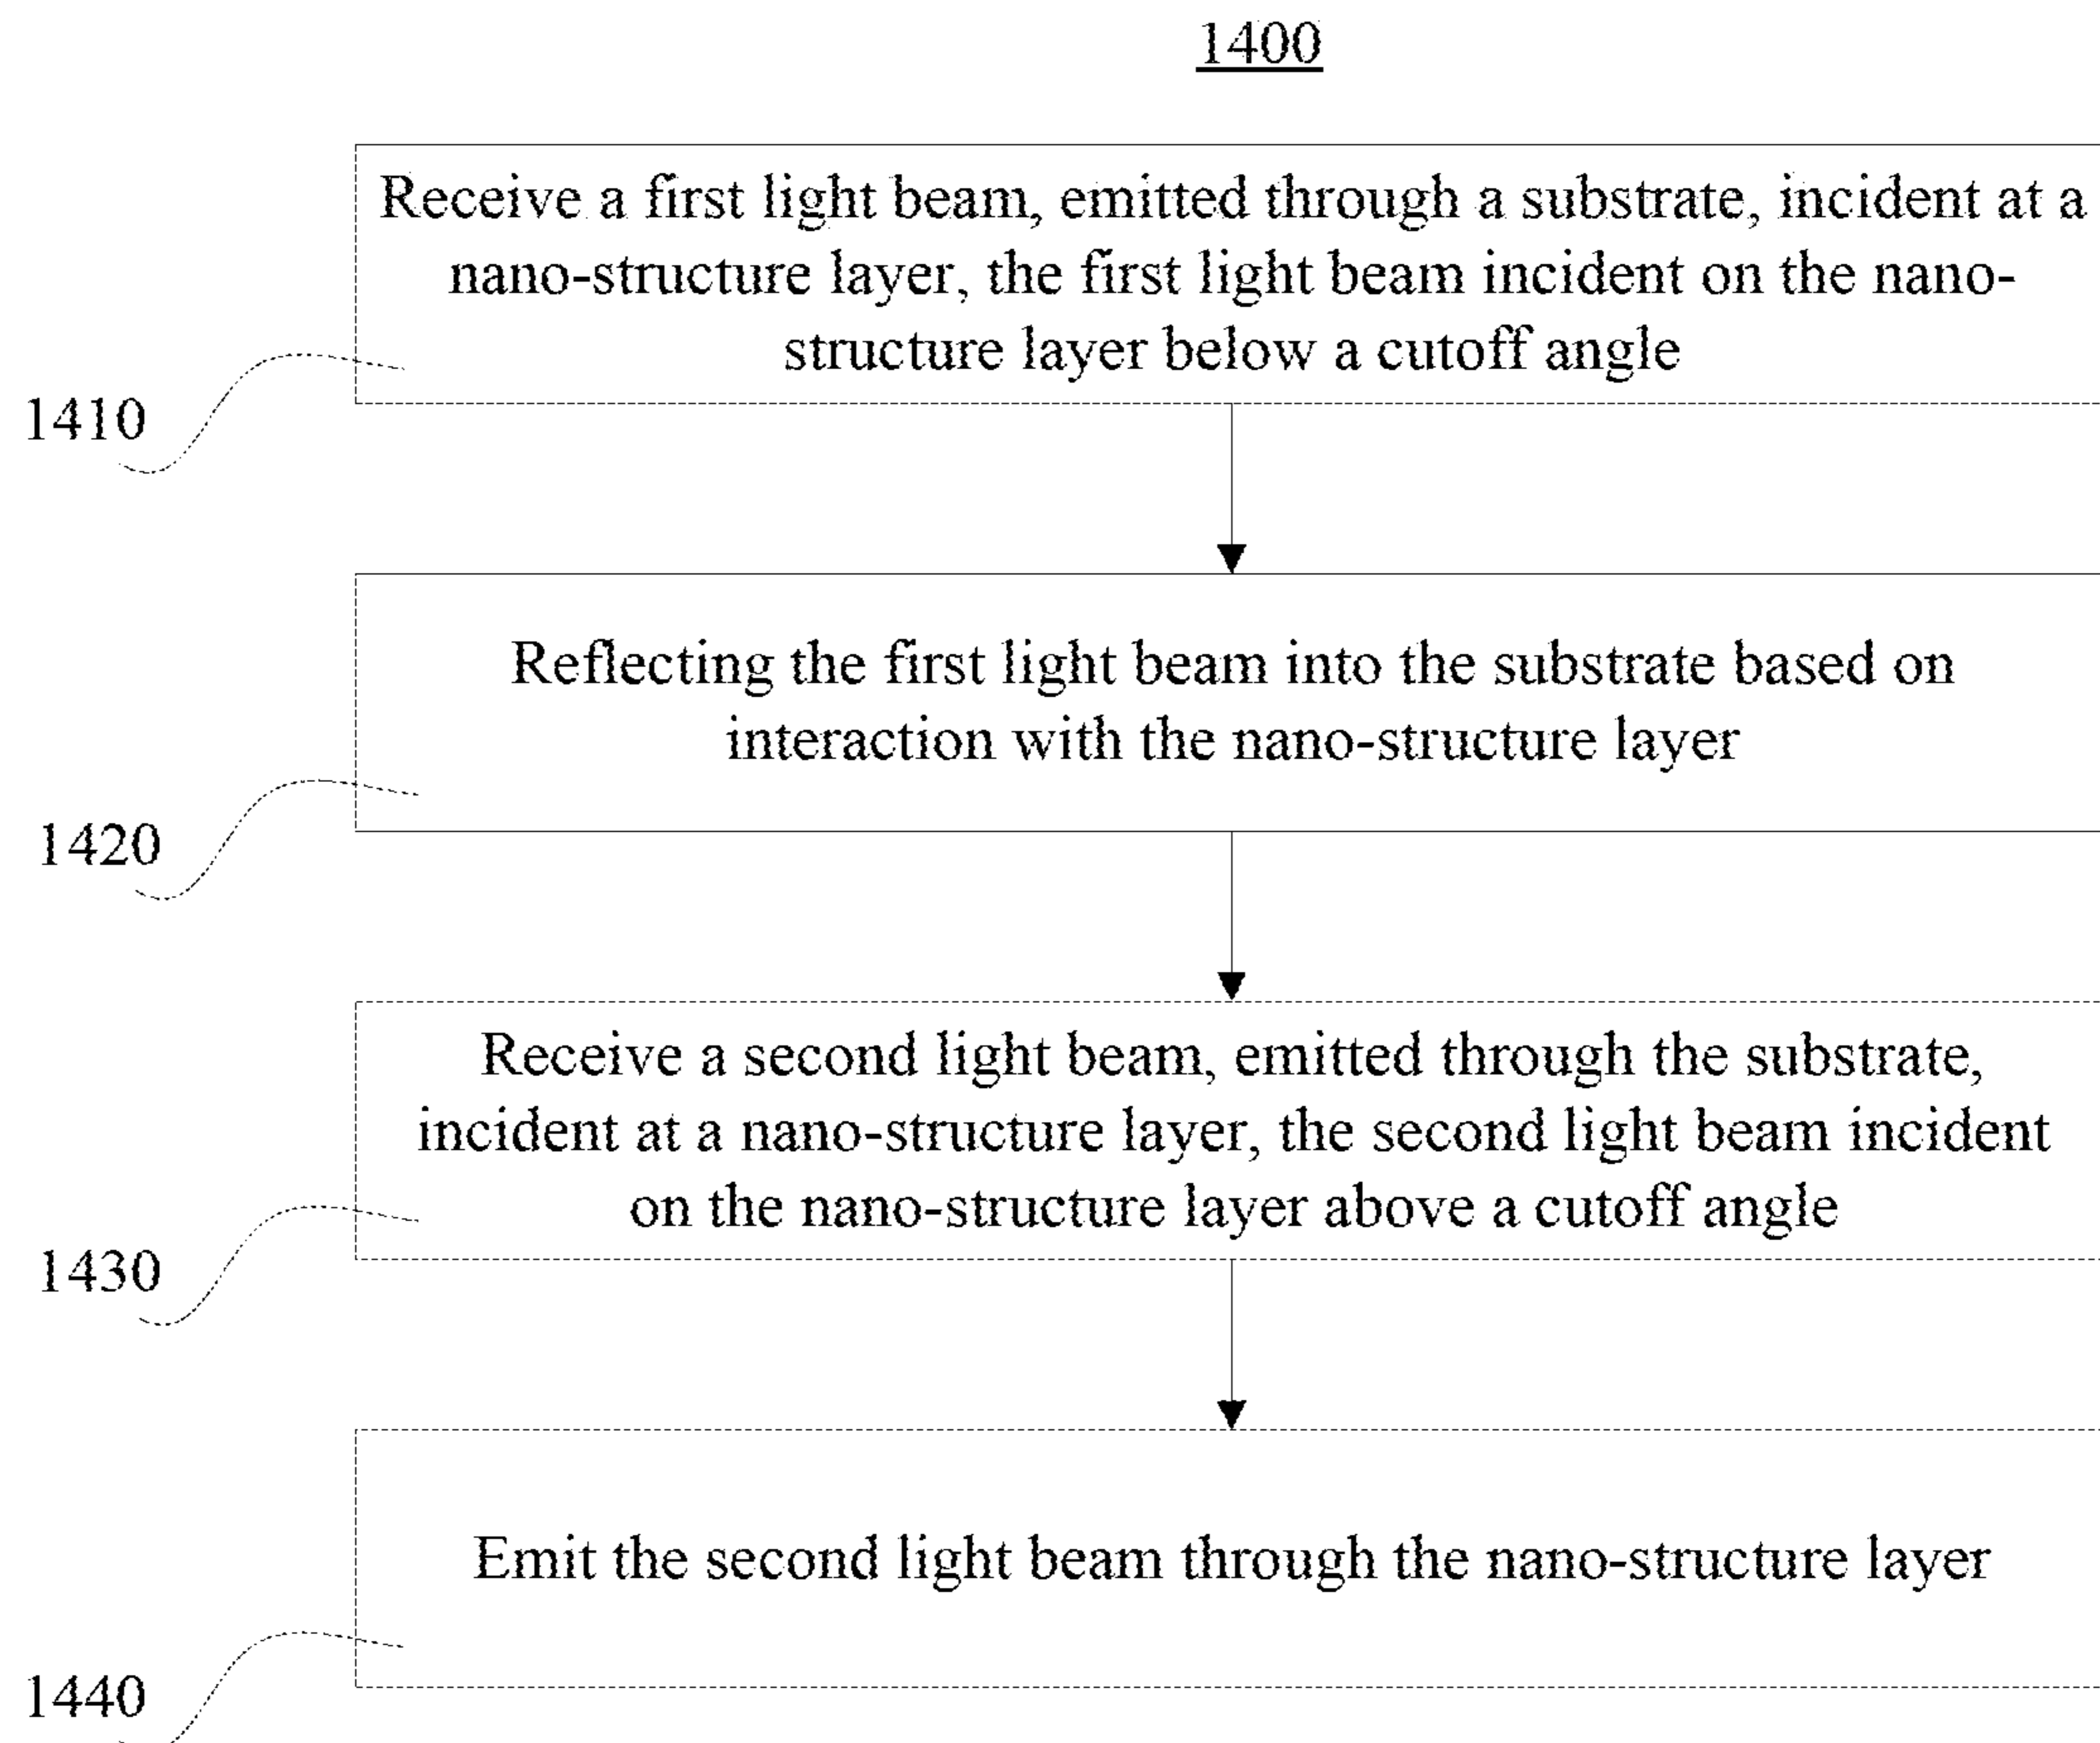 1400
Receive a first light beam, emitted through a substrate, incident at a
nano-structure layer, the first light beam incident on the nano-
structure layer below a cutoff angle
1410
Reflecting the first light beam into the substrate based on
interaction with the nano-structure layer
1420
Receive a second light beam, emitted through the substrate,
incident at a nano-structure layer, the second light beam incident
on the nano-structure layer above a cutoff angle
1430
Emit the second light beam through the nano-structure layer
1440